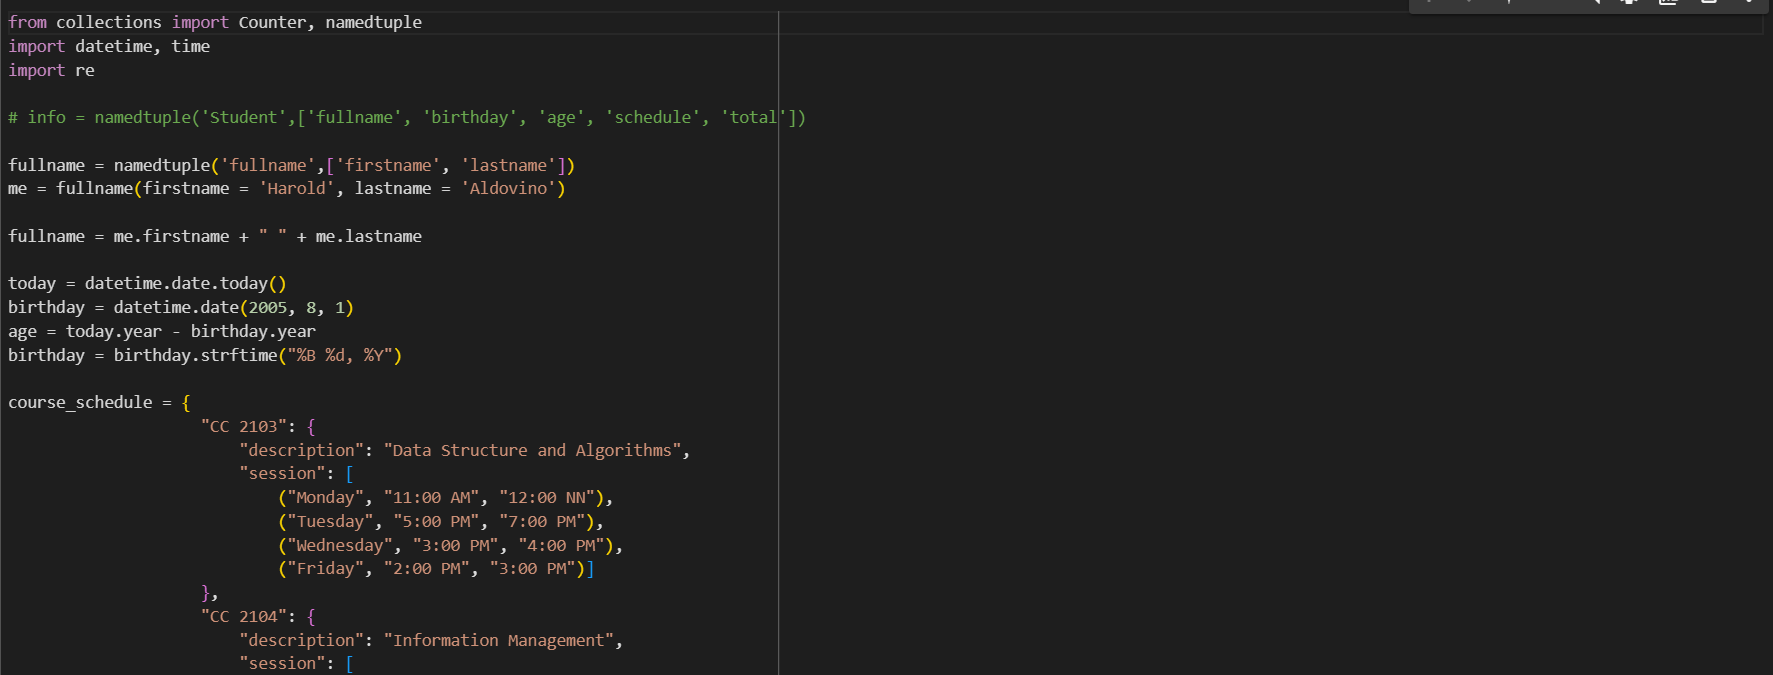 from collections import Counter, namedtuple
import datetime, time
import re
# info = namedtuple('Student',['fullname', 'birthday', 'age', 'schedule', 'total'])
fullname = namedtuple('fullname',['firstname', 'lastname'])
me = fullname(firstname = 'Harold', lastname = 'Aldovino')
fullname = me.firstname + " " + me.lastname
today = datetime.date.today()
birthday = datetime.date(2005, 8, 1)
age = today.year - birthday.year
birthday = birthday.strftime("%B %d, %Y")
course_schedule = {
"CC 2103": {
"description": "Data Structure and Algorithms",
"session": [
("Monday", "11:00 AM", "12:00 NN"),
("Tuesday", "5:00 PM", "7:00 PM"),
("Wednesday", "3:00 PM", "4:00 PM"),
("Friday", "2:00 PM", "3:00 PM")]
},
"CC 2104": {
"description": "Information Management",
"session": [